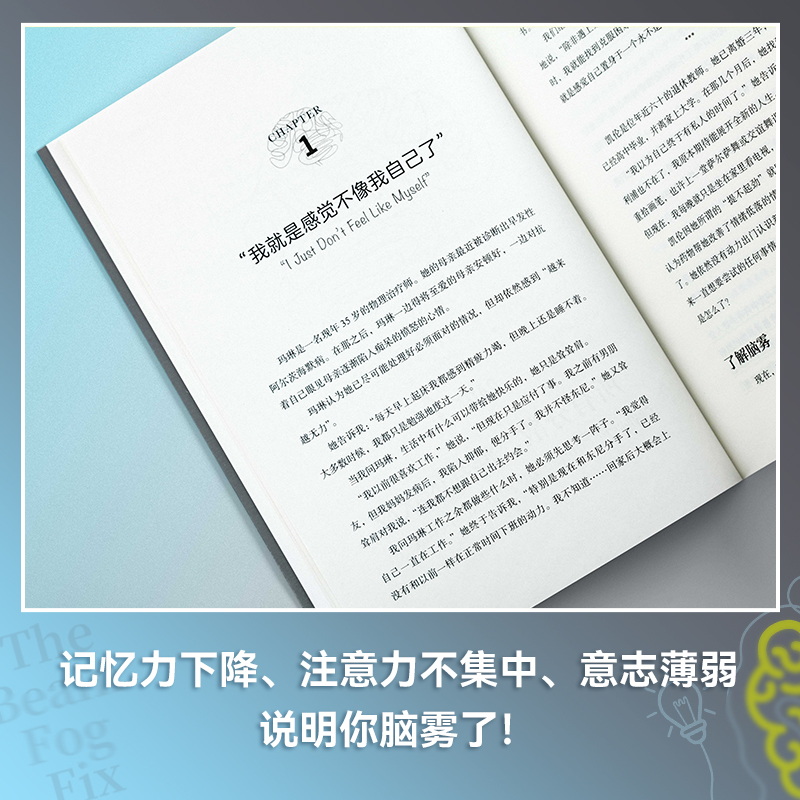 CHAPTER
1
“我就是感觉不像我自己了”
“I Just Don't Feel Like Myself”
玛琳是一名现年 35 岁的物理治疗师。她的母亲最近被诊断出早发性
阿尔茨海默病。在那之后，玛琳一边得将至爱的母亲安顿好，一边对抗
看自己眼见母亲逐渐陷入痴呆的愤怒的心情。
玛琳认为她已尽可能处理好必须面对的情况，但却依然感到“越来
越无力”。
她告诉我：“每天早上起床我都感到精疲力竭，但晚上还是睡不着。
大多数时候，我都只是勉强地度过一天。”
当我问玛琳，生活中有什么可以带给她快乐的，她只是耸耸肩。
“我以前很喜欢工作，”她说，“但现在只是应付了事。我之前有男朋
友，但我妈妈发病后，我陷入抑郁，便分手了。我并不怪东尼。”她又耸
耸肩对我说，“连我都不想跟自己出去约会。”
我问玛琳工作之余都做些什么时，她必须先思考一阵子。“我觉得
自己一直在工作。”她终于告诉我，“特别是现在和东尼分手了，已经
没有和以前一样在正常时间下班的动力。我不知道……回家后大概会上
她说，“除非遇上
时，我就能找到克服困
就是感觉自己置身于一个永不
凯伦是位年近六十的退休教师。她已离婚三年，
已经高中毕业，并离家上大学。在那几个月后，她找
“我以为自己终于有私人的时间了。”她告诉
利浦也不在了，我原本期待能展开全新的人生，
重拾画笔，也许上一堂萨尔萨舞或交谊舞
但现在，我每晚就只是坐在家里看电视，
凯伦因她所谓的“提不起劲”就
认为药物帮她改善了情绪低落的情
了。她依然没有动力出门认识
来一直想要尝试的任何事情
是怎么了？
了解脑雾
现在，
记忆力下降、注意力不集中、意志薄弱
说明你脑雾了!
The
Fog
Fix